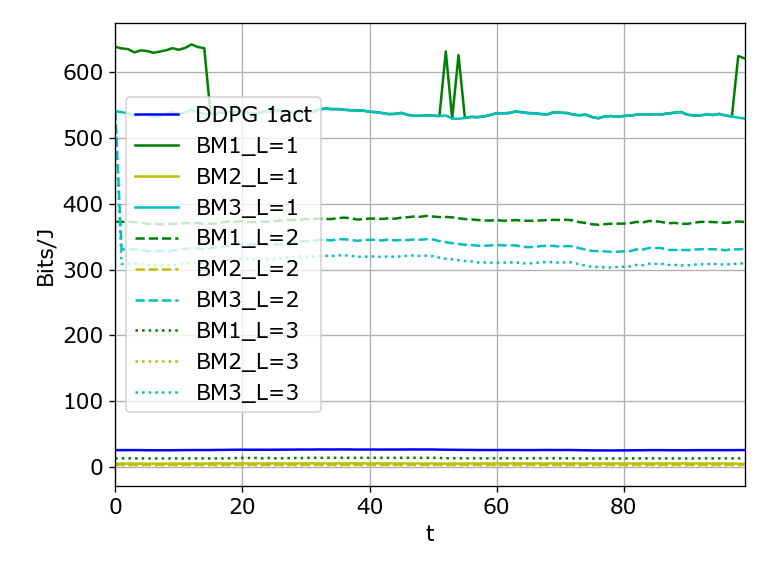 600
500
400
300
200
100
0
Bits/J
DDPG 1act
BM1_L=1
BM2_L=1
BM3_L=1
BM1_L=2
BM2_L=2
BM3_L=2
BM1_L=3
BM2_L=3
BM3_L=3
0 20 40 60 80
t